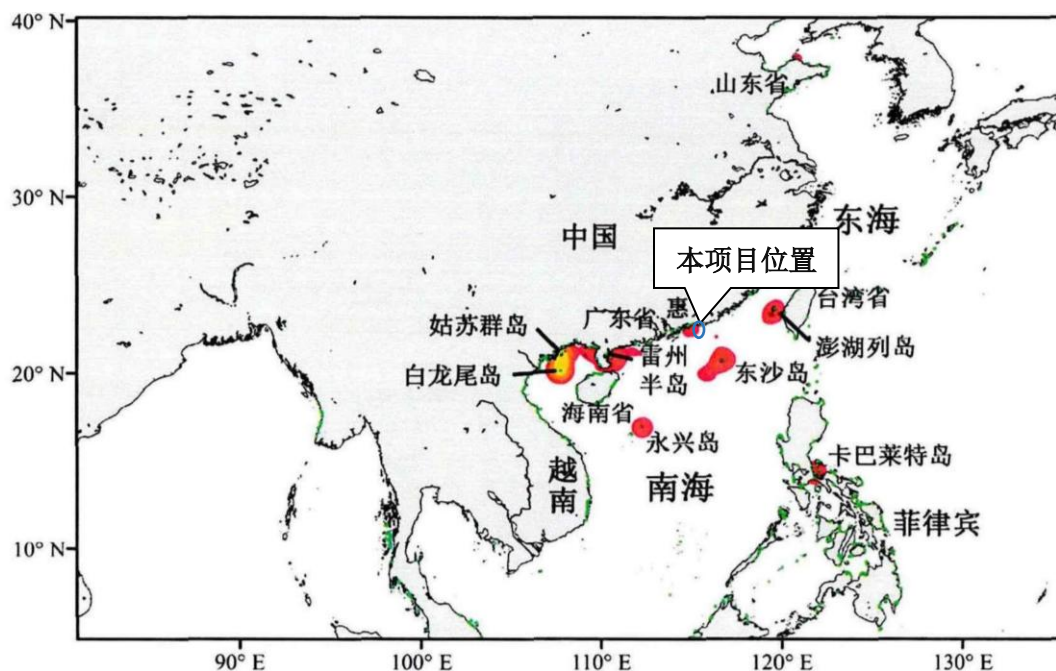 40° N
山东省
30° N
东海
中国
本项目位置
台湾省
广东省
惠
姑苏群岛
澎湖列岛
雷州
半岛
白龙尾岛
东沙岛
20° N
海南省
永兴岛
越
南
南海
卡巴莱特岛
菲律宾
10° N
90° E
100° E
110° E
120° E
130° E